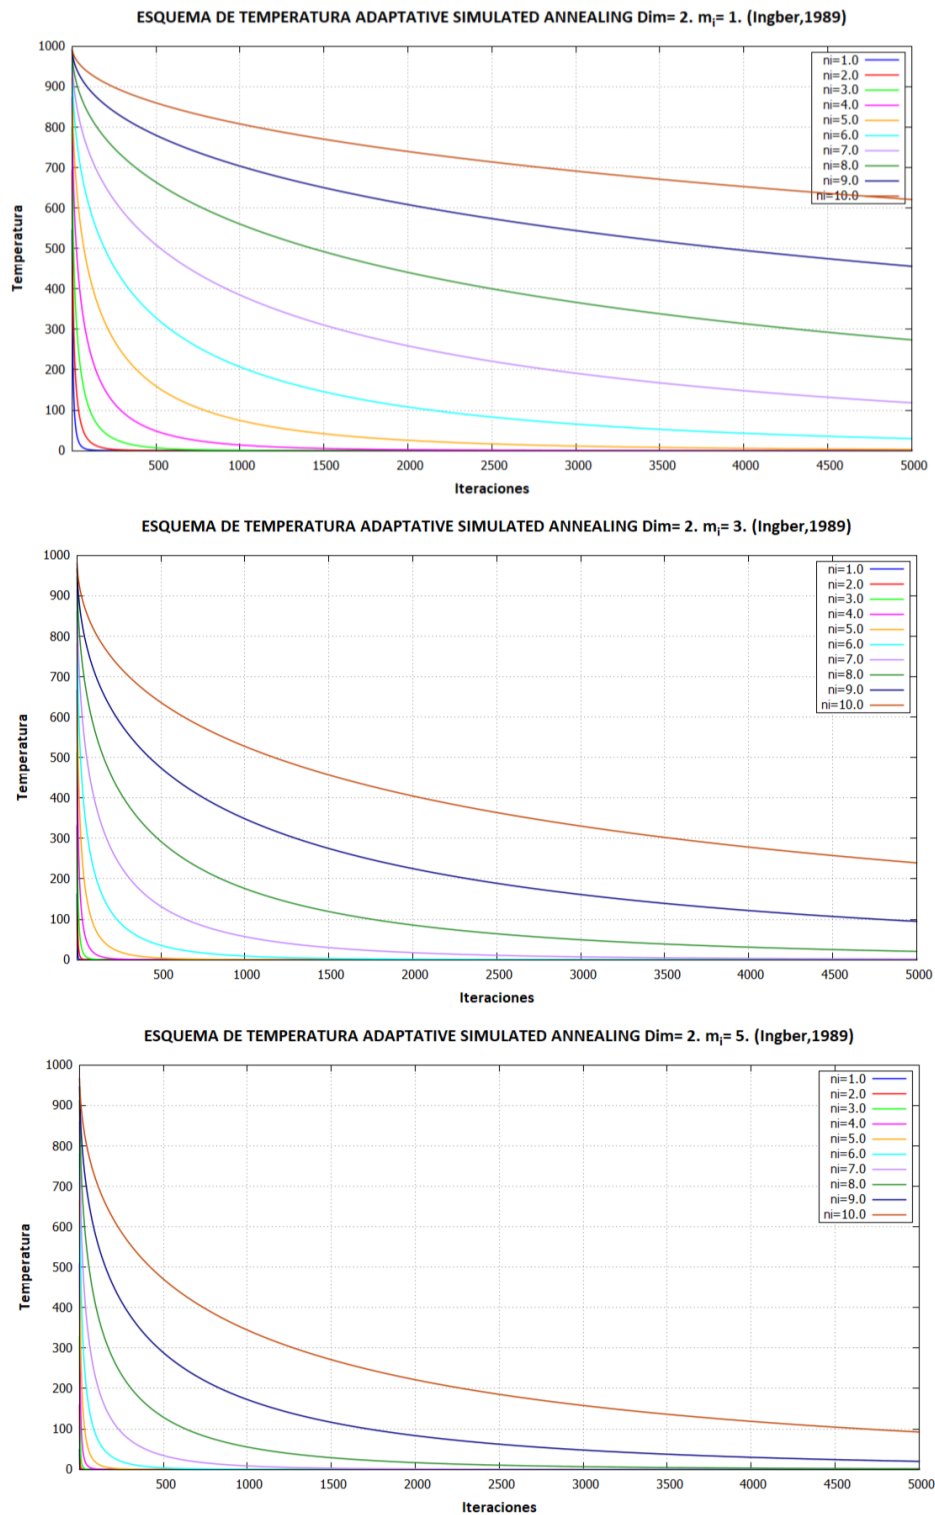 ESQUEMA DE TEMPERATURA ADAPTATIVE SIMULATED ANNEALING Dim= 2. mi= 1. (Ingber,1989)
1000
900
800
700
600
500
400
300
200
100
0
Temperatura
ni=1.0
ni=2.0
ni=3.0
ni=4.0
ni=5.0
ni=6.0
ni=7.0
ni=8.0
ni=9.0
ni=10.0
500 1000 1500 2000 2500 3000 3500 4000 4500 5000
Iteraciones
ESQUEMA DE TEMPERATURA ADAPTATIVE SIMULATED ANNEALING Dim= 2. mi= 3. (Ingber,1989)
1000
900
800
700
600
500
400
300
200
100
0
Temperatura
ni=1.0
ni=2.0
ni=3.0
ni=4.0
ni=5.0
ni=6.0
ni=7.0
ni=8.0
ni=9.0
ni=10.0
500 1000 1500 2000 2500 3000 3500 4000 4500 5000
Iteraciones
ESQUEMA DE TEMPERATURA ADAPTATIVE SIMULATED ANNEALING Dim= 2. mi= 5. (Ingber,1989)
1000
900
800
700
600
500
400
300
200
100
0
Temperatura
ni=1.0
ni=2.0
ni=3.0
ni=4.0
ni=5.0
ni=6.0
ni=7.0
ni=8.0
ni=9.0
ni=10.0
500 1000 1500 2000 2500 3000 3500 4000 4500 5000
Iteraciones